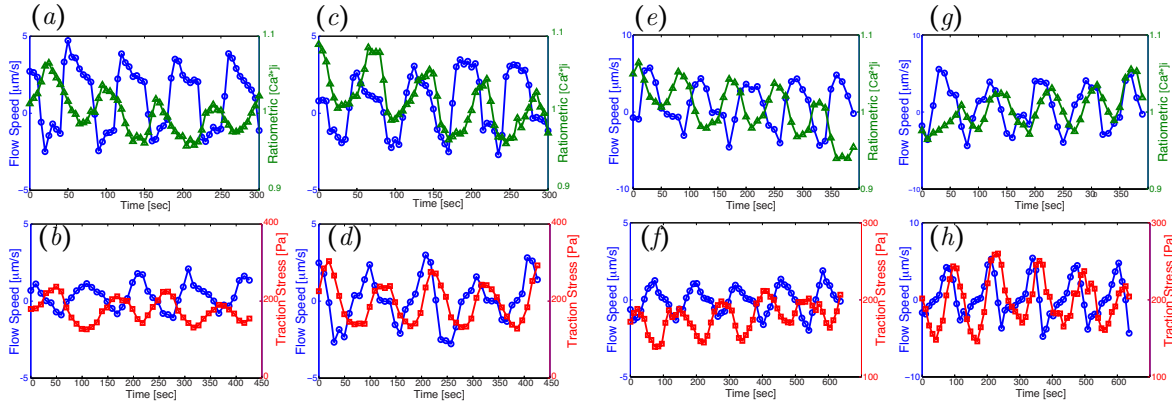 (a)
5
0
−5
Flow Speed [µm/s]
1.1
1
0.9
Ratiometric [Ca²⁺]i
0 50 100 150 200 250 300
Time [sec]
(c)
5
0
−5
Flow Speed [µm/s]
1.1
1
0.9
Ratiometric [Ca²⁺]i
0 50 100 150 200 250 300
Time [sec]
(e)
10
0
−10
Flow Speed [µm/s]
1.1
1
0.9
Ratiometric [Ca²⁺]i
0 50 100 150 200 250 300 350
Time [sec]
(g)
10
0
−10
Flow Speed [µm/s]
1.1
1
0.9
Ratiometric [Ca²⁺]i
0 50 100 150 200 250 300 350
Time [sec]
(b)
5
0
−5
Flow Speed [µm/s]
400
200
0
Traction Stress [Pa]
0 50 100 150 200 250 300 350 400 450
Time [sec]
(d)
5
0
−5
Flow Speed [µm/s]
400
200
0
Traction Stress [Pa]
0 50 100 150 200 250 300 350 400 450
Time [sec]
(f)
5
0
−5
Flow Speed [µm/s]
300
200
100
Traction Stress [Pa]
0 100 200 300 400 500 600
Time [sec]
(h)
10
0
−10
Flow Speed [µm/s]
300
200
100
Traction Stress [Pa]
0 100 200 300 400 500 600
Time [sec]